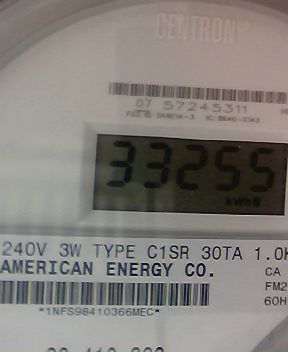 CENTRON®
07 57245311
33255
kWh
240V 3W TYPE C1SR 30TA 1.0K
AMERICAN ENERGY CO.
CA
FM2
60H
*1NFS98410366MEC*